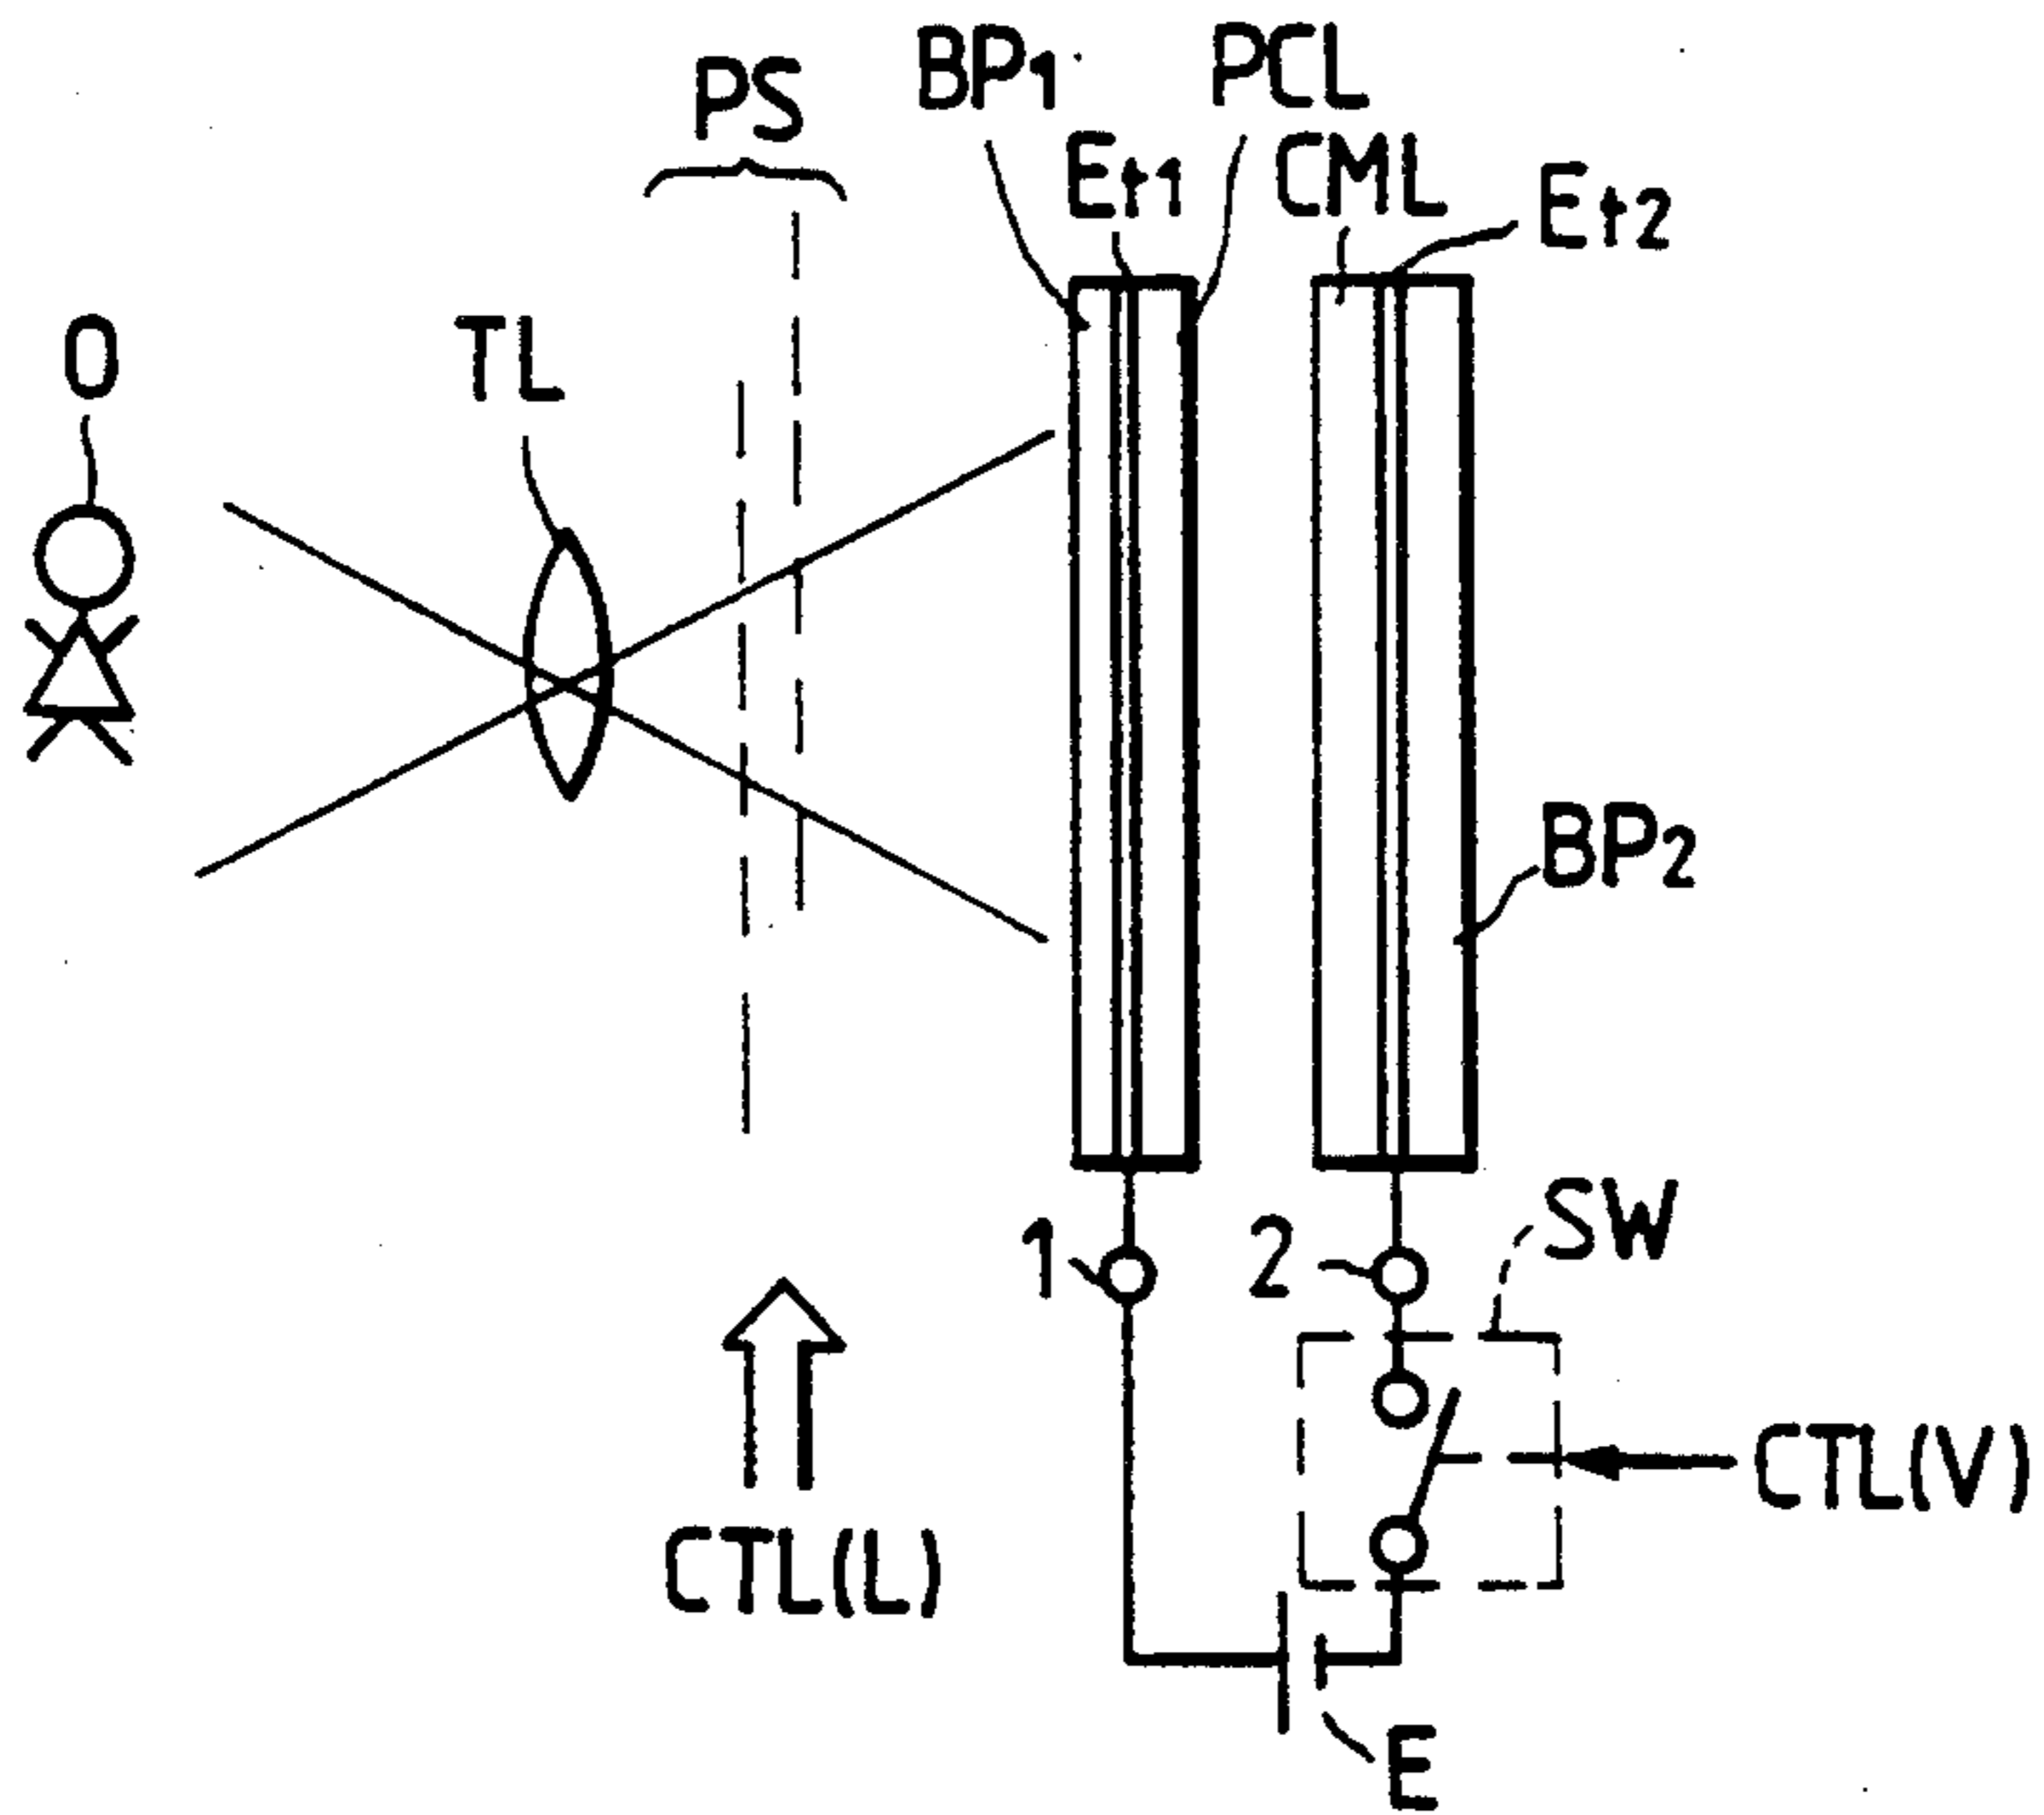 PS
BP1
PCL
Et1
CML
Et2
O
TL
BP2
1
2
SW
CTL(V)
CTL(L)
E